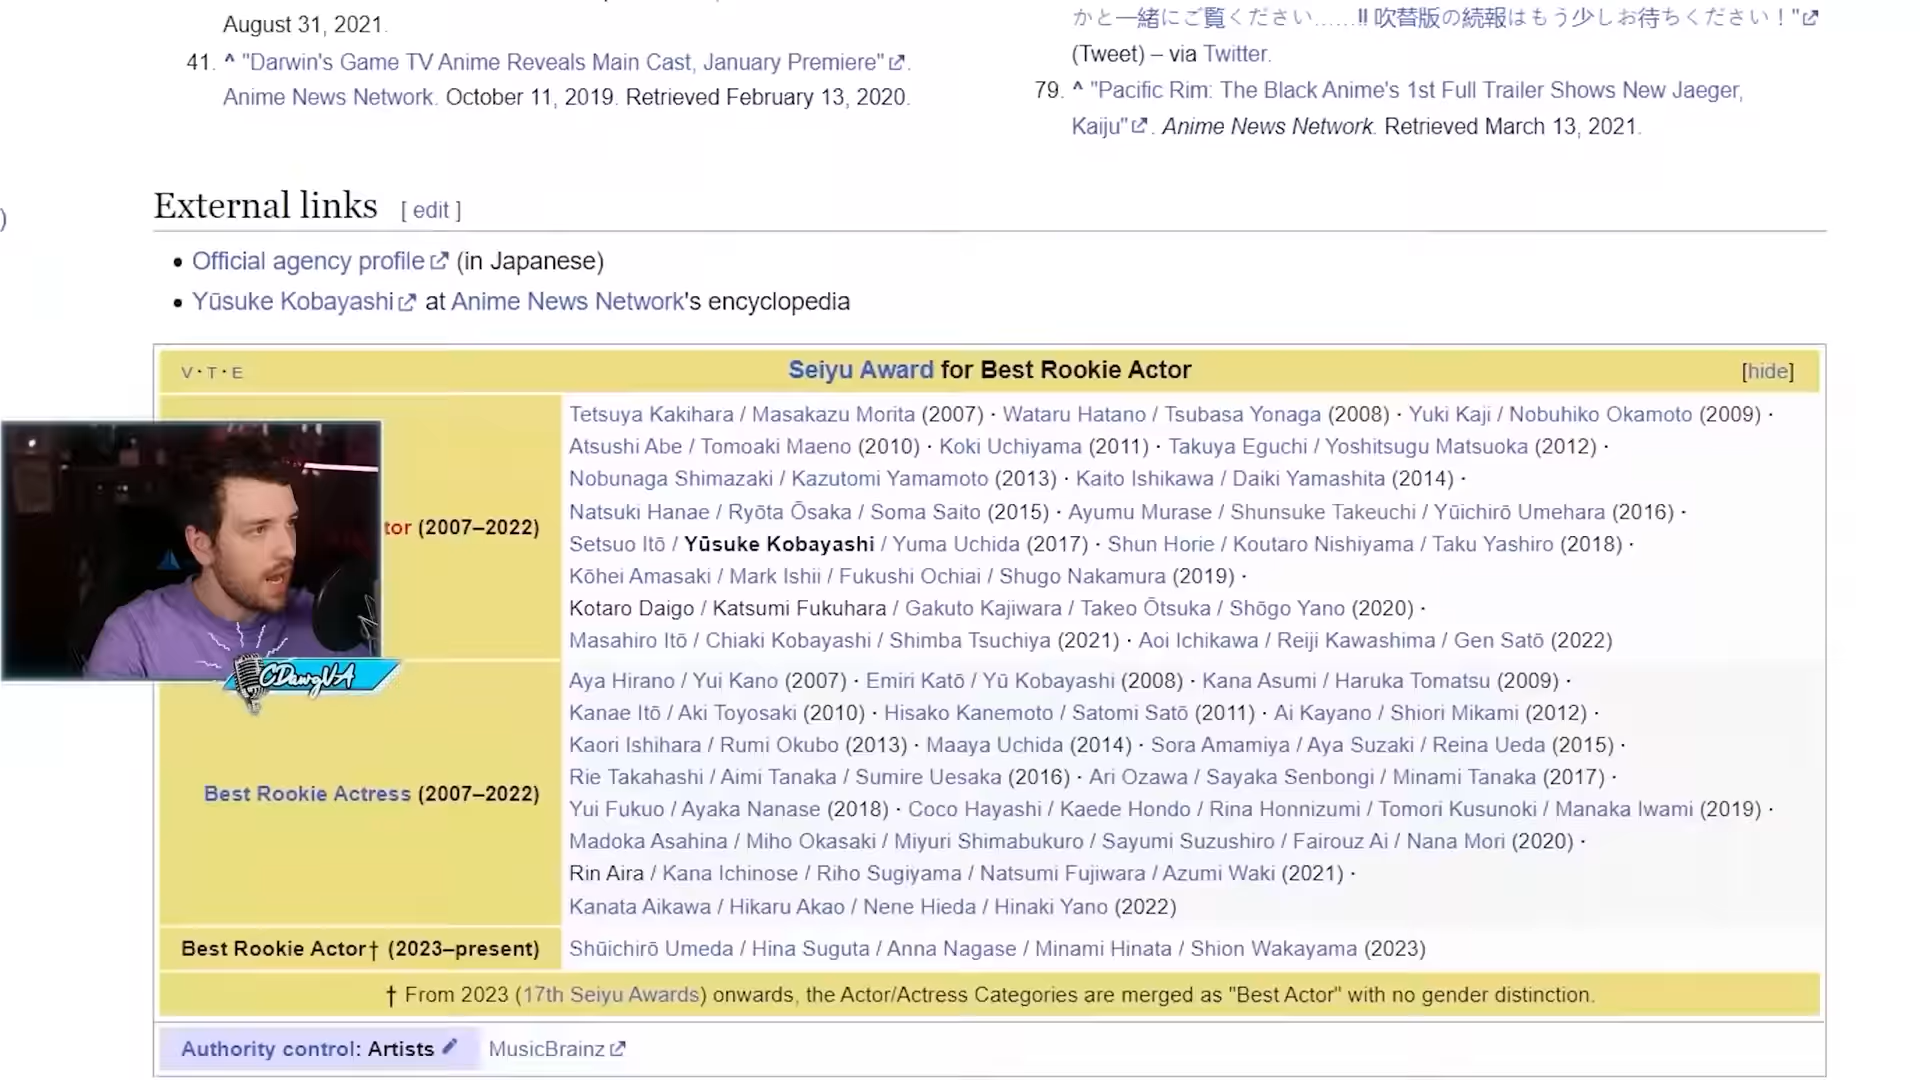 August 31, 2021.
41. ^ "Darwin's Game TV Anime Reveals Main Cast, January Premiere".
Anime News Network. October 11, 2019. Retrieved February 13, 2020.
かと一緒にご覧ください……!! 吹替版の続報はもう少しお待ちください！"
(Tweet) – via Twitter.
79. ^ "Pacific Rim: The Black Anime's 1st Full Trailer Shows New Jaeger,
Kaiju". Anime News Network. Retrieved March 13, 2021.
)
External links [ edit ]
• Official agency profile (in Japanese)
• Yūsuke Kobayashi at Anime News Network's encyclopedia
V · T · E
Seiyu Award for Best Rookie Actor
[hide]
tor (2007–2022)
Tetsuya Kakihara / Masakazu Morita (2007) · Wataru Hatano / Tsubasa Yonaga (2008) · Yuki Kaji / Nobuhiko Okamoto (2009) ·
Atsushi Abe / Tomoaki Maeno (2010) · Koki Uchiyama (2011) · Takuya Eguchi / Yoshitsugu Matsuoka (2012) ·
Nobunaga Shimazaki / Kazutomi Yamamoto (2013) · Kaito Ishikawa / Daiki Yamashita (2014) ·
Natsuki Hanae / Ryōta Ōsaka / Soma Saito (2015) · Ayumu Murase / Shunsuke Takeuchi / Yūichirō Umehara (2016) ·
Setsuo Itō / Yūsuke Kobayashi / Yuma Uchida (2017) · Shun Horie / Koutaro Nishiyama / Taku Yashiro (2018) ·
Kōhei Amasaki / Mark Ishii / Fukushi Ochiai / Shugo Nakamura (2019) ·
Kotaro Daigo / Katsumi Fukuhara / Gakuto Kajiwara / Takeo Ōtsuka / Shōgo Yano (2020) ·
Masahiro Itō / Chiaki Kobayashi / Shimba Tsuchiya (2021) · Aoi Ichikawa / Reiji Kawashima / Gen Satō (2022)
CDawgVA
Best Rookie Actress (2007–2022)
Aya Hirano / Yui Kano (2007) · Emiri Katō / Yū Kobayashi (2008) · Kana Asumi / Haruka Tomatsu (2009) ·
Kanae Itō / Aki Toyosaki (2010) · Hisako Kanemoto / Satomi Satō (2011) · Ai Kayano / Shiori Mikami (2012) ·
Kaori Ishihara / Rumi Okubo (2013) · Maaya Uchida (2014) · Sora Amamiya / Aya Suzaki / Reina Ueda (2015) ·
Rie Takahashi / Aimi Tanaka / Sumire Uesaka (2016) · Ari Ozawa / Sayaka Senbongi / Minami Tanaka (2017) ·
Yui Fukuo / Ayaka Nanase (2018) · Coco Hayashi / Kaede Hondo / Rina Honnizumi / Tomori Kusunoki / Manaka Iwami (2019) ·
Madoka Asahina / Miho Okasaki / Miyuri Shimabukuro / Sayumi Suzushiro / Fairouz Ai / Nana Mori (2020) ·
Rin Aira / Kana Ichinose / Riho Sugiyama / Natsumi Fujiwara / Azumi Waki (2021) ·
Kanata Aikawa / Hikaru Akao / Nene Hieda / Hinaki Yano (2022)
Best Rookie Actor† (2023–present)
Shūichirō Umeda / Hina Suguta / Anna Nagase / Minami Hinata / Shion Wakayama (2023)
† From 2023 (17th Seiyu Awards) onwards, the Actor/Actress Categories are merged as "Best Actor" with no gender distinction.
Authority control: Artists
MusicBrainz